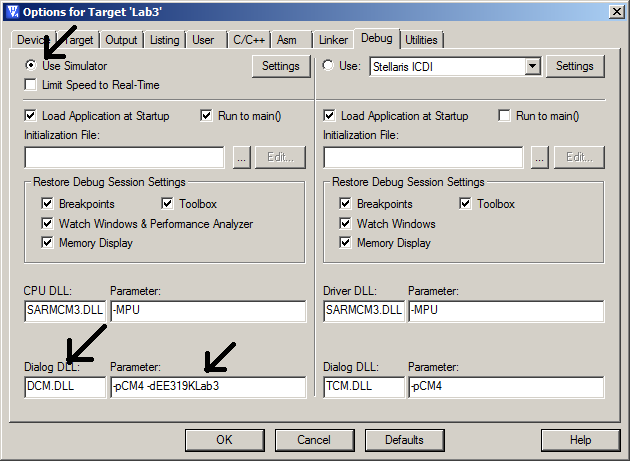 Options for Target 'Lab3'
Device Target Output Listing User C/C++ Asm Linker Debug Utilities
Use Simulator Settings Use: Stellaris ICDI Settings
Limit Speed to Real-Time
Load Application at Startup Run to main() Load Application at Startup Run to main()
Initialization File: Initialization File:
... Edit... ... Edit...
Restore Debug Session Settings Restore Debug Session Settings
Breakpoints Toolbox Breakpoints Toolbox
Watch Windows & Performance Analyzer Watch Windows
Memory Display Memory Display
CPU DLL: Parameter: Driver DLL: Parameter:
SARMCM3.DLL -MPU SARMCM3.DLL -MPU
Dialog DLL: Parameter: Dialog DLL: Parameter:
DCM.DLL -pCM4 -dEE319KLab3 TCM.DLL -pCM4
OK Cancel Defaults Help